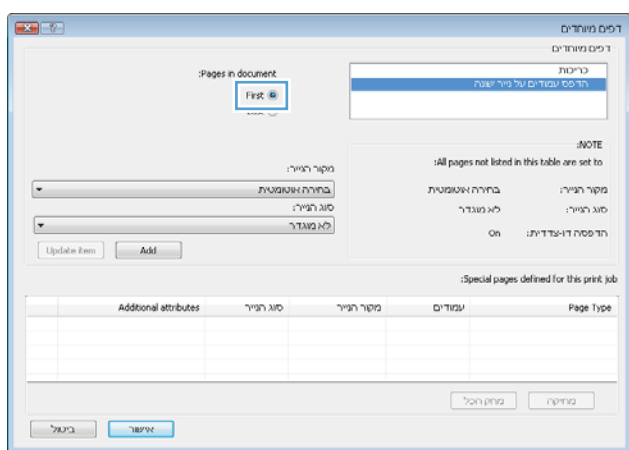 דפים מיוחדים
דפים מיוחדים
כריכות
הדפס עמודים על נייר שונה
Pages in document:
First
NOTE:
All pages not listed in this table are set to:
מקור הנייר: בחירה אוטומטית
סוג הנייר: לא מוגדר
הדפסה דו-צדדית: On
מקור הנייר:
בחירה אוטומטית
סוג הנייר:
לא מוגדר
Add Update item
Special pages defined for this print job:
Page Type עמודים מקור הנייר סוג הנייר Additional attributes
מחיקה מחק הכל
אישור ביטול